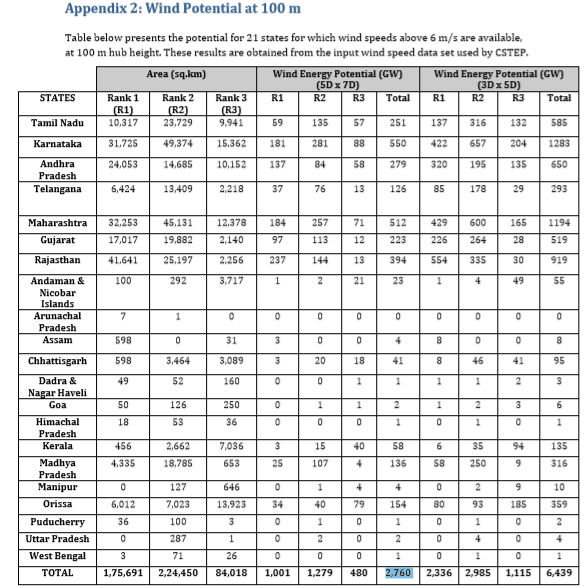 Appendix 2: Wind Potential at 100 m
Table below presents the potential for 21 states for which wind speeds above 6 m/s are available,
at 100 m hub height. These results are obtained from the input wind speed data set used by CSTEP.
Area (sq.km) Wind Energy Potential (GW) (5D x 7D) Wind Energy Potential (GW) (3D x 5D)
STATES Rank 1 (R1) Rank 2 (R2) Rank 3 (R3) R1 R2 R3 Total R1 R2 R3 Total
Tamil Nadu 10,317 23,729 9,941 59 135 57 251 137 316 132 585
Karnataka 31,725 49,374 15,362 181 281 88 550 422 657 204 1283
Andhra Pradesh 24,053 14,685 10,152 137 84 58 279 320 195 135 650
Telangana 6,424 13,409 2,218 37 76 13 126 85 178 29 293
Maharashtra 32,253 45,131 12,378 184 257 71 512 429 600 165 1194
Gujarat 17,017 19,882 2,140 97 113 12 223 226 264 28 519
Rajasthan 41,641 25,197 2,256 237 144 13 394 554 335 30 919
Andaman & Nicobar Islands 100 292 3,717 1 2 21 23 1 4 49 55
Arunachal Pradesh 7 1 0 0 0 0 0 0 0 0 0
Assam 598 0 31 3 0 0 4 8 0 0 8
Chhattisgarh 598 3,464 3,089 3 20 18 41 8 46 41 95
Dadra & Nagar Haveli 49 52 160 0 0 1 1 1 1 2 3
Goa 50 126 250 0 1 1 2 1 2 3 6
Himachal Pradesh 18 53 36 0 0 0 1 0 1 0 1
Kerala 456 2,662 7,036 3 15 40 58 6 35 94 135
Madhya Pradesh 4,335 18,785 653 25 107 4 136 58 250 9 316
Manipur 0 127 646 0 1 4 4 0 2 9 10
Orissa 6,012 7,023 13,923 34 40 79 154 80 93 185 359
Puducherry 36 100 3 0 1 0 1 0 1 0 2
Uttar Pradesh 0 287 1 0 2 0 2 0 4 0 4
West Bengal 3 71 26 0 0 0 1 0 1 0 1
TOTAL 1,75,691 2,24,450 84,018 1,001 1,279 480 2,760 2,336 2,985 1,115 6,439